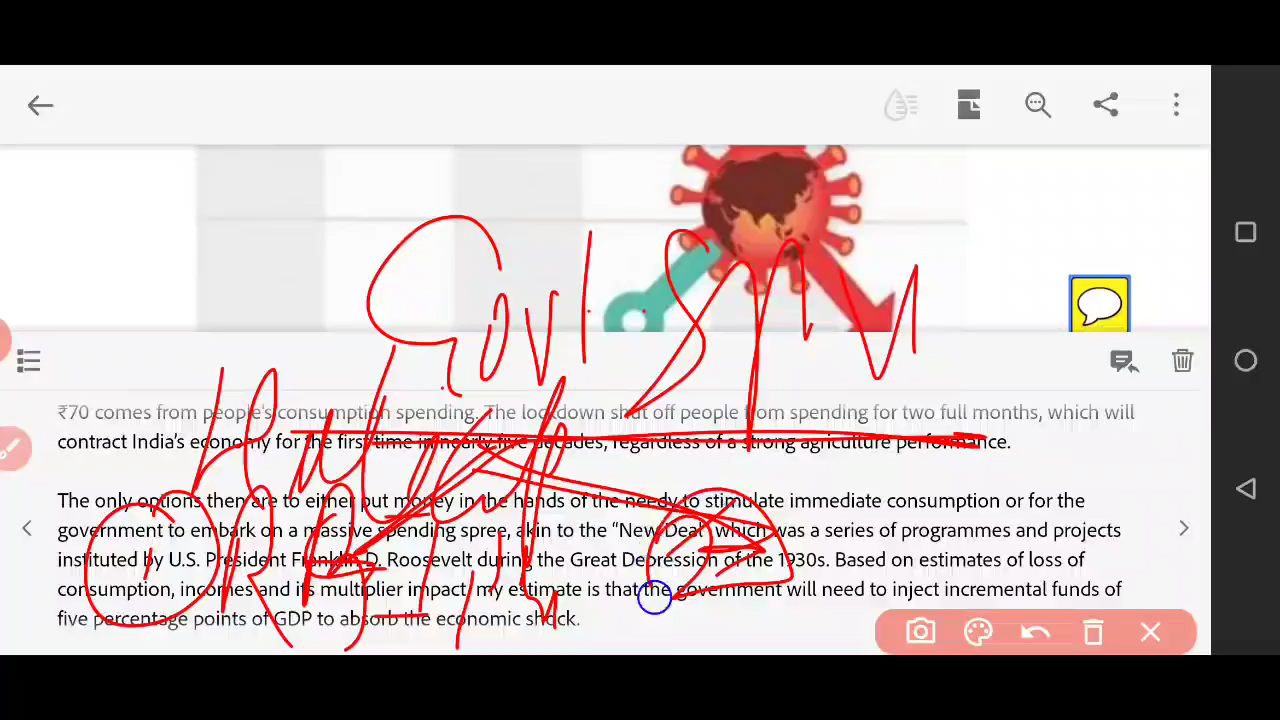 Govt.
₹70 comes from people's consumption spending. The lockdown shut off people from spending for two full months, which will
contract India's economy for the first time in nearly five decades, regardless of a strong agriculture performance.
The only options then are to either put money in the hands of the needy to stimulate immediate consumption or for the
government to embark on a massive spending spree, akin to the “New Deal”, which was a series of programmes and projects
instituted by U.S. President Franklin D. Roosevelt during the Great Depression of the 1930s. Based on estimates of loss of
consumption, incomes and its multiplier impact, my estimate is that the government will need to inject incremental funds of
five percentage points of GDP to absorb the economic shock.